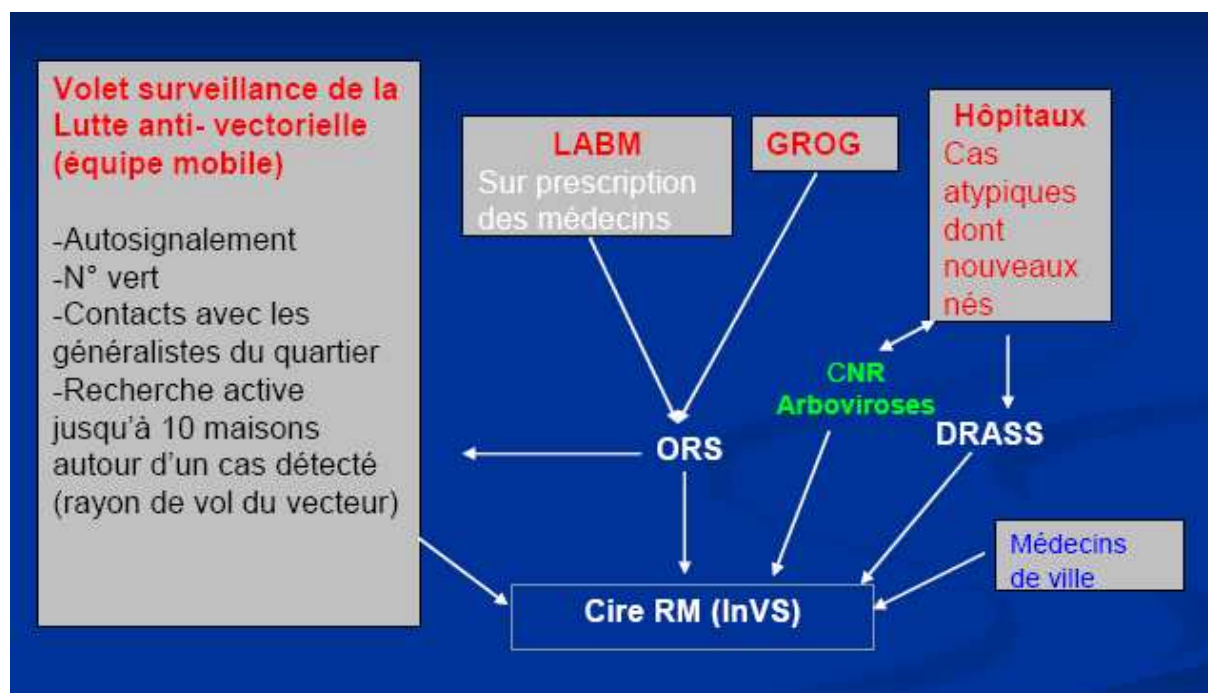 Volet surveillance de la
Lutte anti- vectorielle
(équipe mobile)
-Autosignalement
-N° vert
-Contacts avec les
généralistes du quartier
-Recherche active
jusqu'à 10 maisons
autour d'un cas détecté
(rayon de vol du vecteur)
LABM
Sur prescription
des médecins
GROG
Hôpitaux
Cas
atypiques
dont
nouveaux
nés
CNR
Arboviroses
ORS
DRASS
Médecins
de ville
Cire RM (InVS)